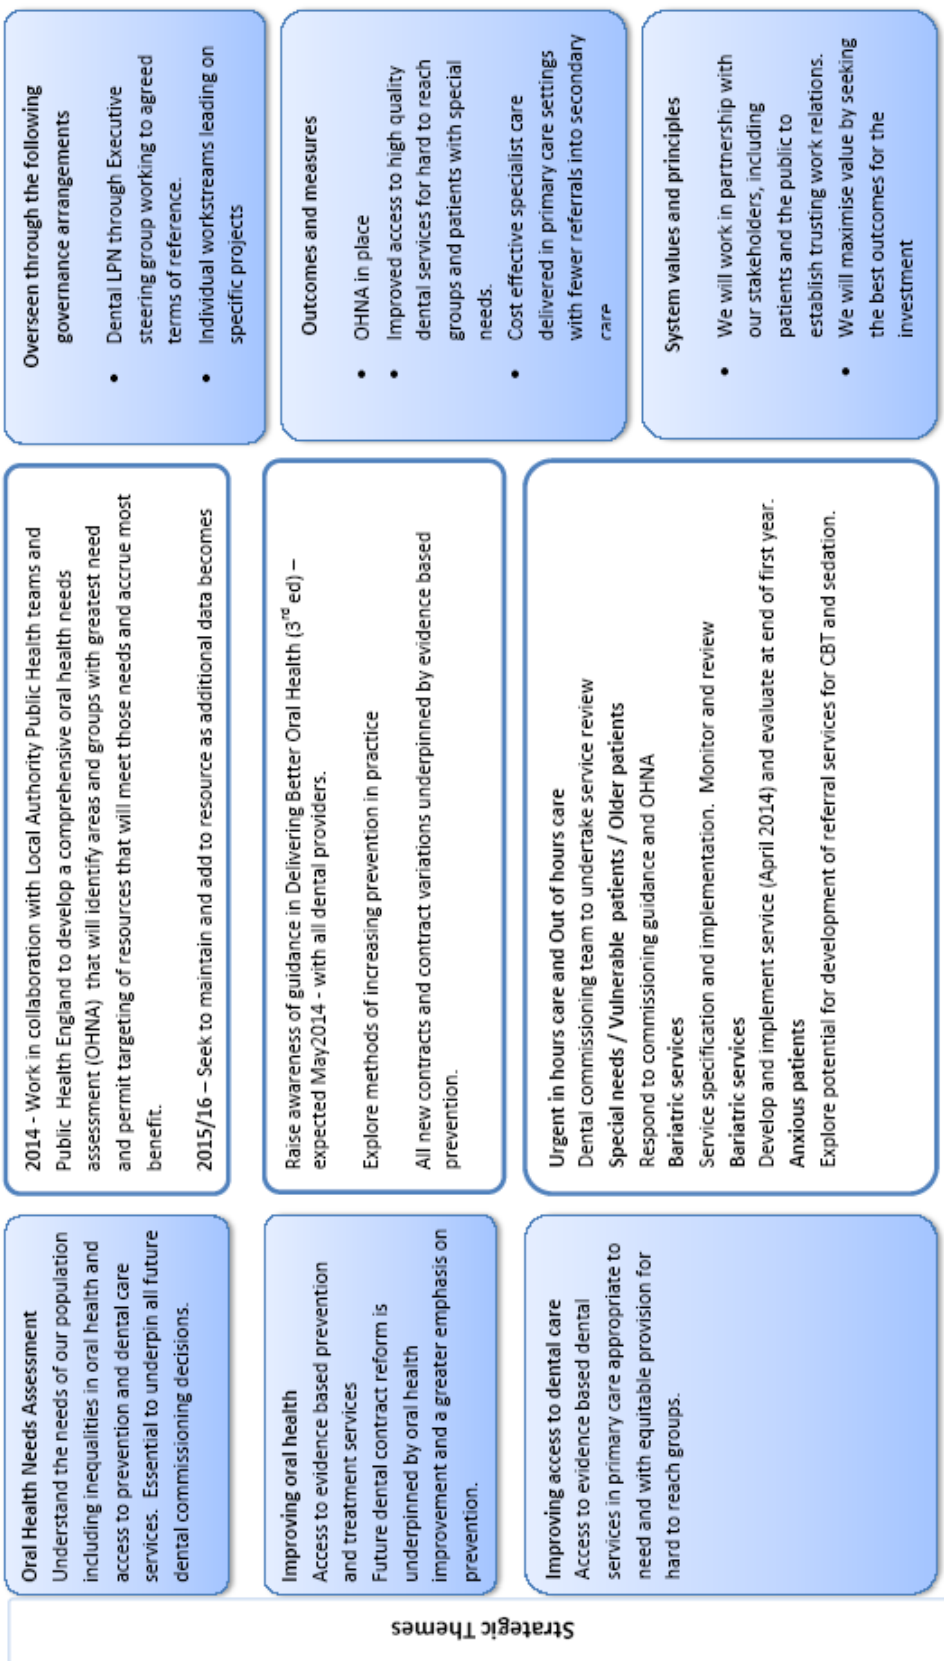 Strategic Themes
Oral Health Needs Assessment
Understand the needs of our population
including inequalities in oral health and
access to prevention and dental care
services. Essential to underpin all future
dental commissioning decisions.
2014 - Work in collaboration with Local Authority Public Health teams and
Public Health England to develop a comprehensive oral health needs
assessment (OHNA) that will identify areas and groups with greatest need
and permit targeting of resources that will meet those needs and accrue most
benefit.
2015/16 – Seek to maintain and add to resource as additional data becomes
Overseen through the following
governance arrangements
• Dental LPN through Executive
steering group working to agreed
terms of reference.
• Individual workstreams leading on
specific projects
Improving oral health
Access to evidence based prevention
and treatment services
Future dental contract reform is
underpinned by oral health
improvement and a greater emphasis on
prevention.
Raise awareness of guidance in Delivering Better Oral Health (3rd ed) –
expected May2014 - with all dental providers.
Explore methods of increasing prevention in practice
All new contracts and contract variations underpinned by evidence based
prevention.
Outcomes and measures
• OHNA in place
• Improved access to high quality
dental services for hard to reach
groups and patients with special
needs.
• Cost effective specialist care
delivered in primary care settings
with fewer referrals into secondary
care
Improving access to dental care
Access to evidence based dental
services in primary care appropriate to
need and with equitable provision for
hard to reach groups.
Urgent in hours care and Out of hours care
Dental commissioning team to undertake service review
Special needs / Vulnerable patients / Older patients
Respond to commissioning guidance and OHNA
Bariatric services
Service specification and implementation. Monitor and review
Bariatric services
Develop and implement service (April 2014) and evaluate at end of first year.
Anxious patients
Explore potential for development of referral services for CBT and sedation.
System values and principles
• We will work in partnership with
our stakeholders, including
patients and the public to
establish trusting work relations.
• We will maximise value by seeking
the best outcomes for the
investment